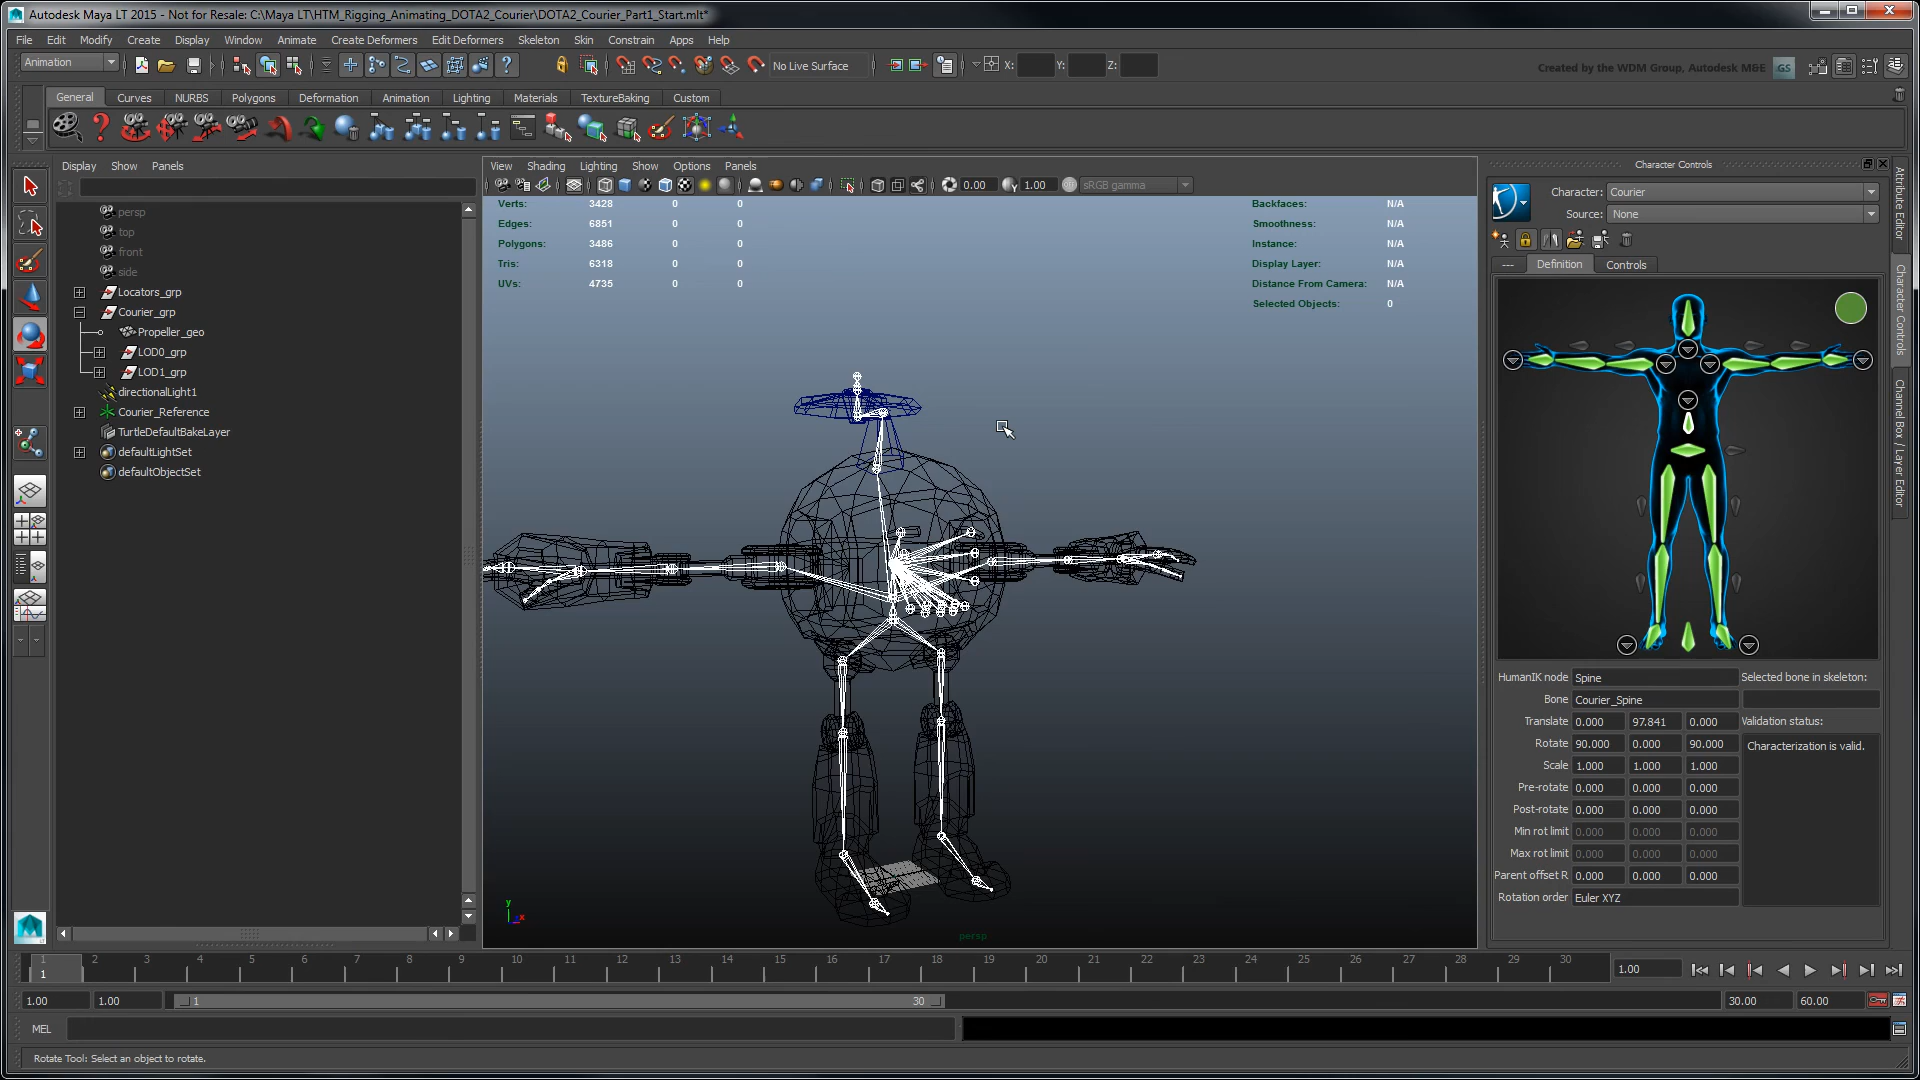 Autodesk Maya LT 2015 - Not for Resale: C:\Maya LT\HTM_Rigging_Animating_DOTA2_Courier\DOTA2_Courier_Part1_Start.mlt*
File Edit Modify Create Display Window Animate Create Deformers Edit Deformers Skeleton Skin Constrain Apps Help
Animation No Live Surface X: Y: Z: Created by the WDM Group, Autodesk M&E GS
General Curves NURBS Polygons Deformation Animation Lighting Materials TextureBaking Custom
Display Show Panels
View Shading Lighting Show Options Panels
0.00 1.00 sRGB gamma
persp
top
front
side
Locators_grp
Courier_grp
Propeller_geo
LOD0_grp
LOD1_grp
directionalLight1
Courier_Reference
TurtleDefaultBakeLayer
defaultLightSet
defaultObjectSet
Verts: 3428 0 0
Edges: 6851 0 0
Polygons: 3486 0 0
Tris: 6318 0 0
UVs: 4735 0 0
Backfaces: N/A
Smoothness: N/A
Instance: N/A
Display Layer: N/A
Distance From Camera: N/A
Selected Objects: 0
y
x
persp
Character Controls
Character: Courier
Source: None
--- Definition Controls
HumanIK node Spine Selected bone in skeleton:
Bone Courier_Spine
Translate 0.000 97.841 0.000 Validation status:
Rotate 90.000 0.000 90.000 Characterization is valid.
Scale 1.000 1.000 1.000
Pre-rotate 0.000 0.000 0.000
Post-rotate 0.000 0.000 0.000
Min rot limit 0.000 0.000 0.000
Max rot limit 0.000 0.000 0.000
Parent offset R 0.000 0.000 0.000
Rotation order Euler XYZ
Attribute Editor
Character Controls
Channel Box / Layer Editor
1 2 3 4 5 6 7 8 9 10 11 12 13 14 15 16 17 18 19 20 21 22 23 24 25 26 27 28 29 30
1 1.00
1.00 1.00 1 30 30.00 60.00
MEL
Rotate Tool: Select an object to rotate.